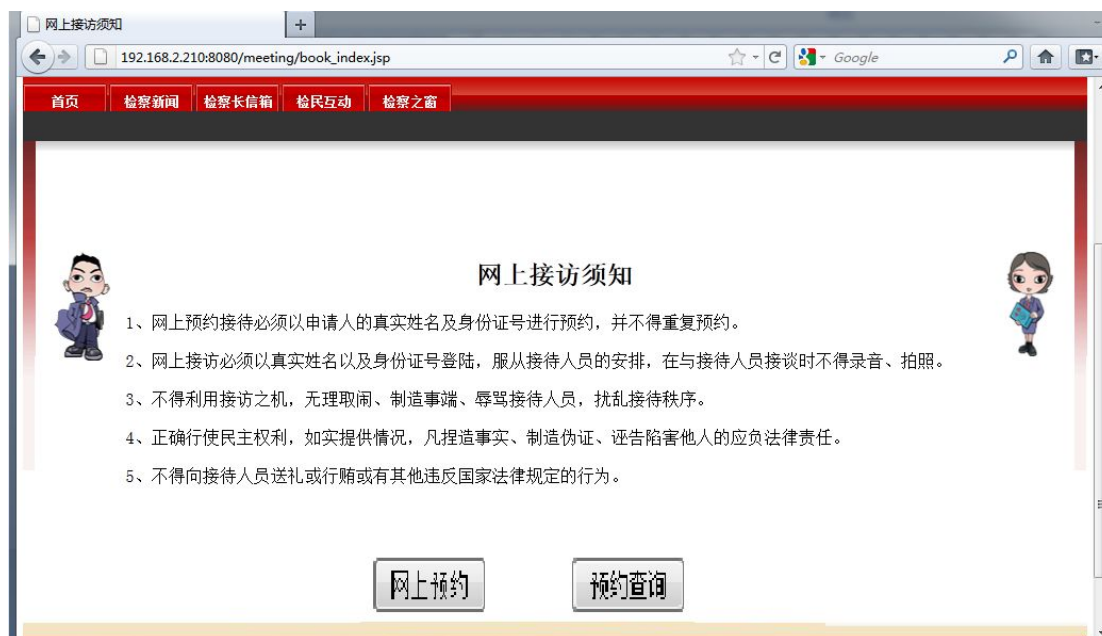 网上接访须知
192.168.2.210:8080/meeting/book_index.jsp
Google
首页 检察新闻 检察长信箱 检民互动 检察之窗
网上接访须知
1、网上预约接待必须以申请人的真实姓名及身份证号进行预约，并不得重复预约。
2、网上接访必须以真实姓名以及身份证号登陆，服从接待人员的安排，在与接待人员接谈时不得录音、拍照。
3、不得利用接访之机，无理取闹、制造事端、辱骂接待人员，扰乱接待秩序。
4、正确行使民主权利，如实提供情况，凡捏造事实、制造伪证、诬告陷害他人的应负法律责任。
5、不得向接待人员送礼或行贿或有其他违反国家法律规定的行为。
网上预约 预约查询